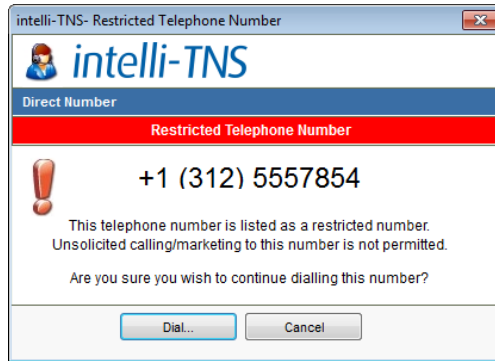 intelli-TNS- Restricted Telephone Number
intelli-TNS
Direct Number
Restricted Telephone Number
+1 (312) 5557854
This telephone number is listed as a restricted number.
Unsolicited calling/marketing to this number is not permitted.
Are you sure you wish to continue dialling this number?
Dial...
Cancel